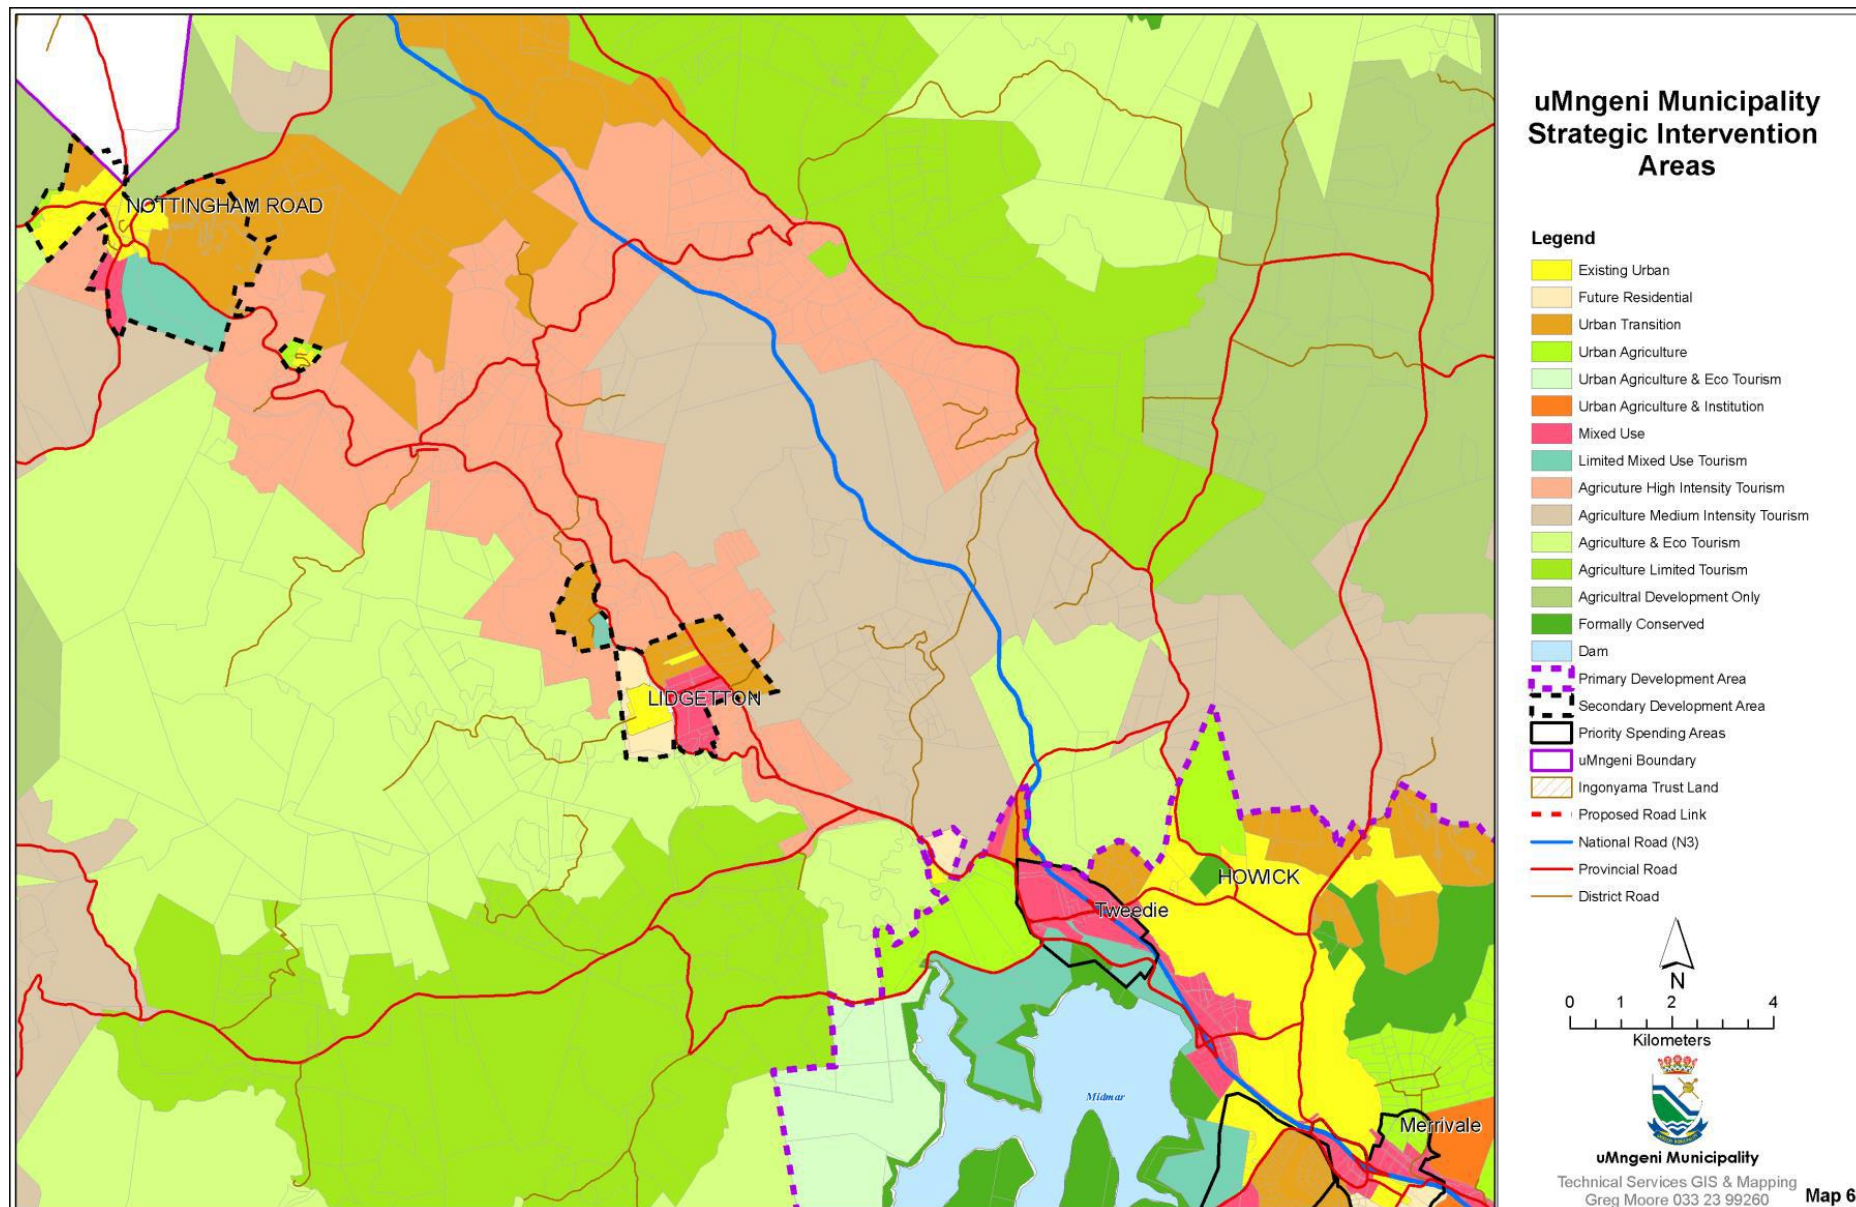 uMngeni Municipality
Strategic Intervention
Areas
Legend
Existing Urban
Future Residential
Urban Transition
Urban Agriculture
Urban Agriculture & Eco Tourism
Urban Agriculture & Institution
Mixed Use
Limited Mixed Use Tourism
Agricuture High Intensity Tourism
Agriculture Medium Intensity Tourism
Agriculture & Eco Tourism
Agriculture Limited Tourism
Agricultral Development Only
Formally Conserved
Dam
Primary Development Area
Secondary Development Area
Priority Spending Areas
uMngeni Boundary
Ingonyama Trust Land
Proposed Road Link
National Road (N3)
Provincial Road
District Road
N
0 1 2 4
Kilometers
uMngeni Municipality
Technical Services GIS & Mapping
Greg Moore 033 23 99260
Map 6
NOTTINGHAM ROAD
LIDGETTON
HOWICK
Tweedie
Midmar
Merrivale